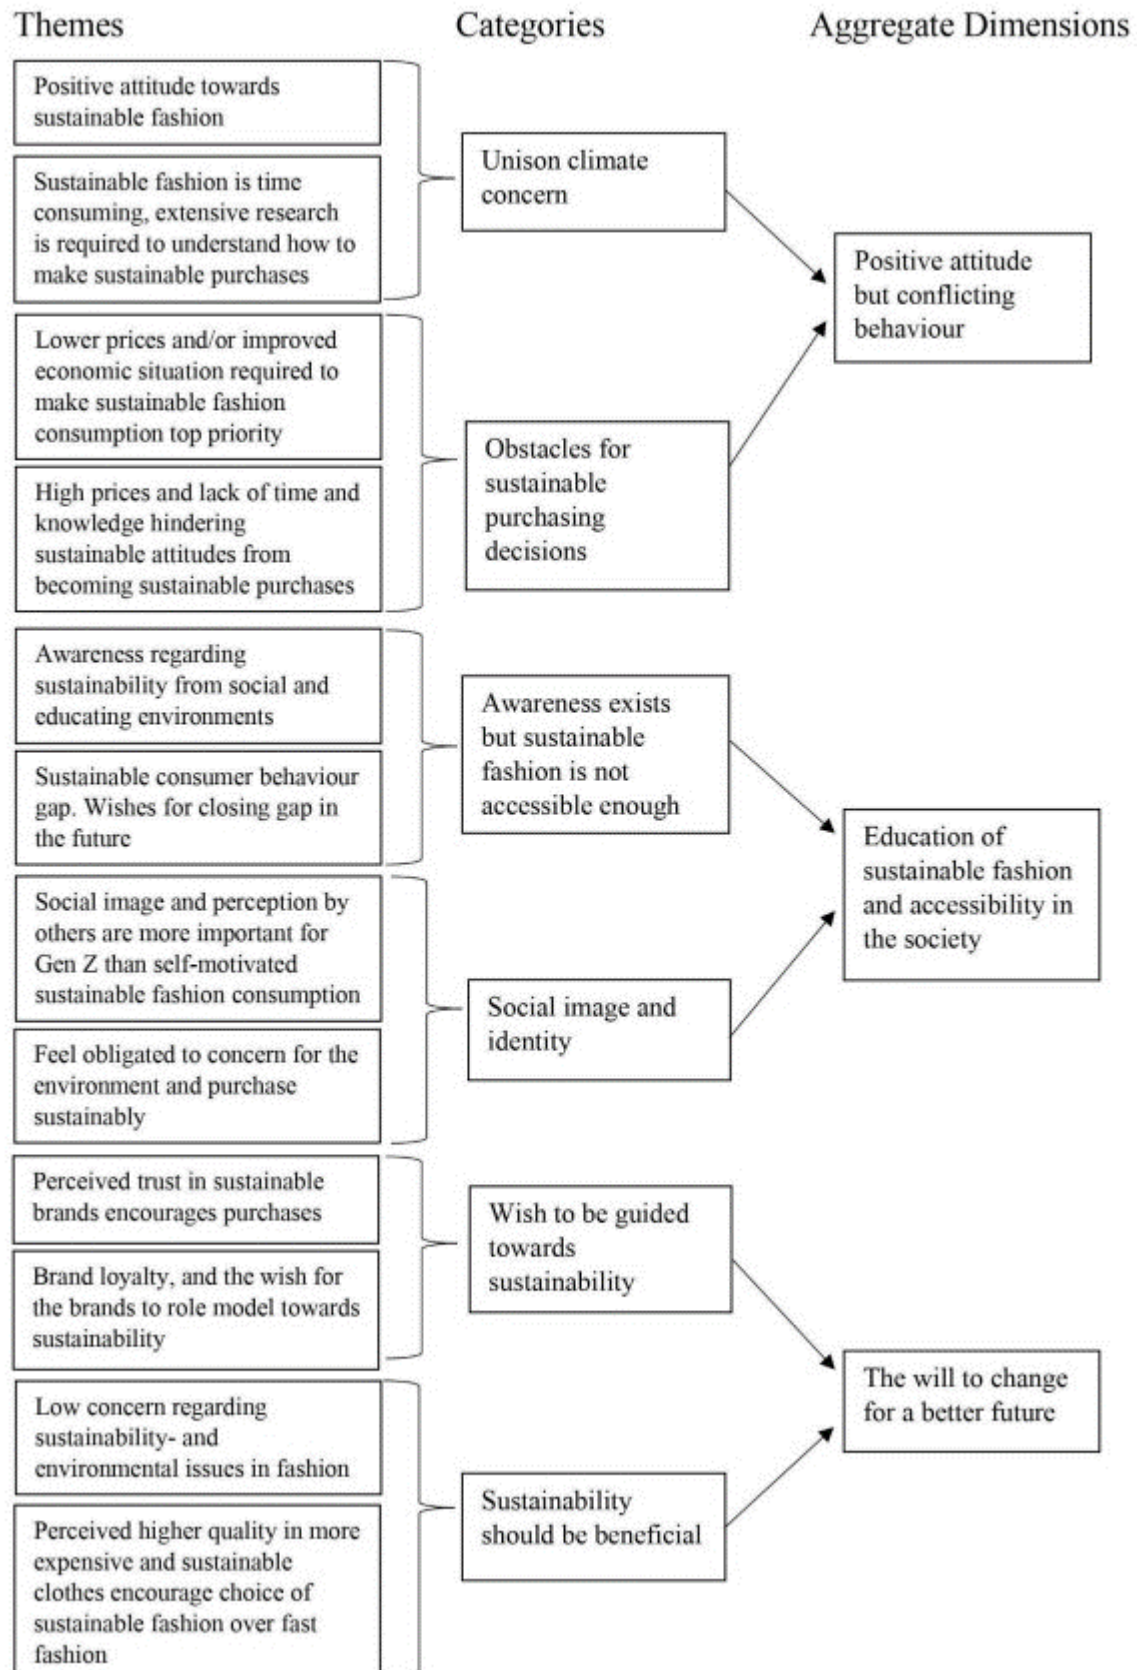 Themes
Categories
Aggregate Dimensions
Positive attitude towards
sustainable fashion
Sustainable fashion is time
consuming, extensive research
is required to understand how to
make sustainable purchases
Unison climate
concern
Lower prices and/or improved
economic situation required to
make sustainable fashion
consumption top priority
High prices and lack of time and
knowledge hindering
sustainable attitudes from
becoming sustainable purchases
Obstacles for
sustainable
purchasing
decisions
Positive attitude
but conflicting
behaviour
Awareness regarding
sustainability from social and
educating environments
Sustainable consumer behaviour
gap. Wishes for closing gap in
the future
Awareness exists
but sustainable
fashion is not
accessible enough
Social image and perception by
others are more important for
Gen Z than self-motivated
sustainable fashion consumption
Feel obligated to concern for the
environment and purchase
sustainably
Social image and
identity
Education of
sustainable fashion
and accessibility in
the society
Perceived trust in sustainable
brands encourages purchases
Brand loyalty, and the wish for
the brands to role model towards
sustainability
Wish to be guided
towards
sustainability
Low concern regarding
sustainability- and
environmental issues in fashion
Perceived higher quality in more
expensive and sustainable
clothes encourage choice of
sustainable fashion over fast
fashion
Sustainability
should be beneficial
The will to change
for a better future